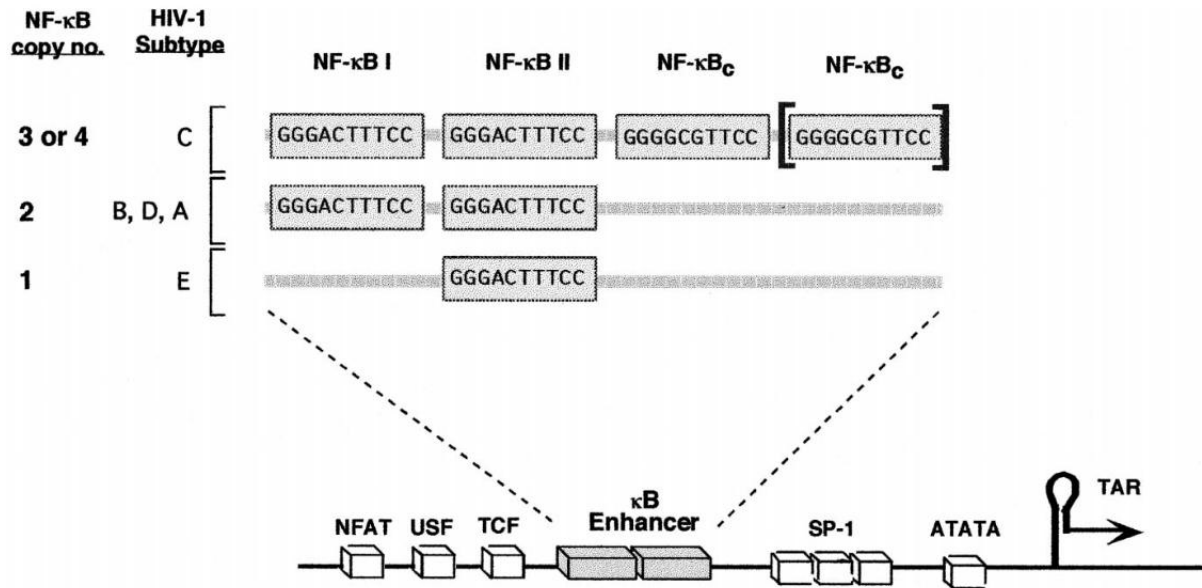 NF-κB copy no.
HIV-1 Subtype
NF-κB I NF-κB II NF-κBc NF-κBc
3 or 4 C GGGACTTTCC GGGACTTTCC GGGGCGTTCC [GGGGCGTTCC]
2 B, D, A GGGACTTTCC GGGACTTTCC
1 E GGGACTTTCC
κB
Enhancer
NFAT USF TCF SP-1 ATATA TAR